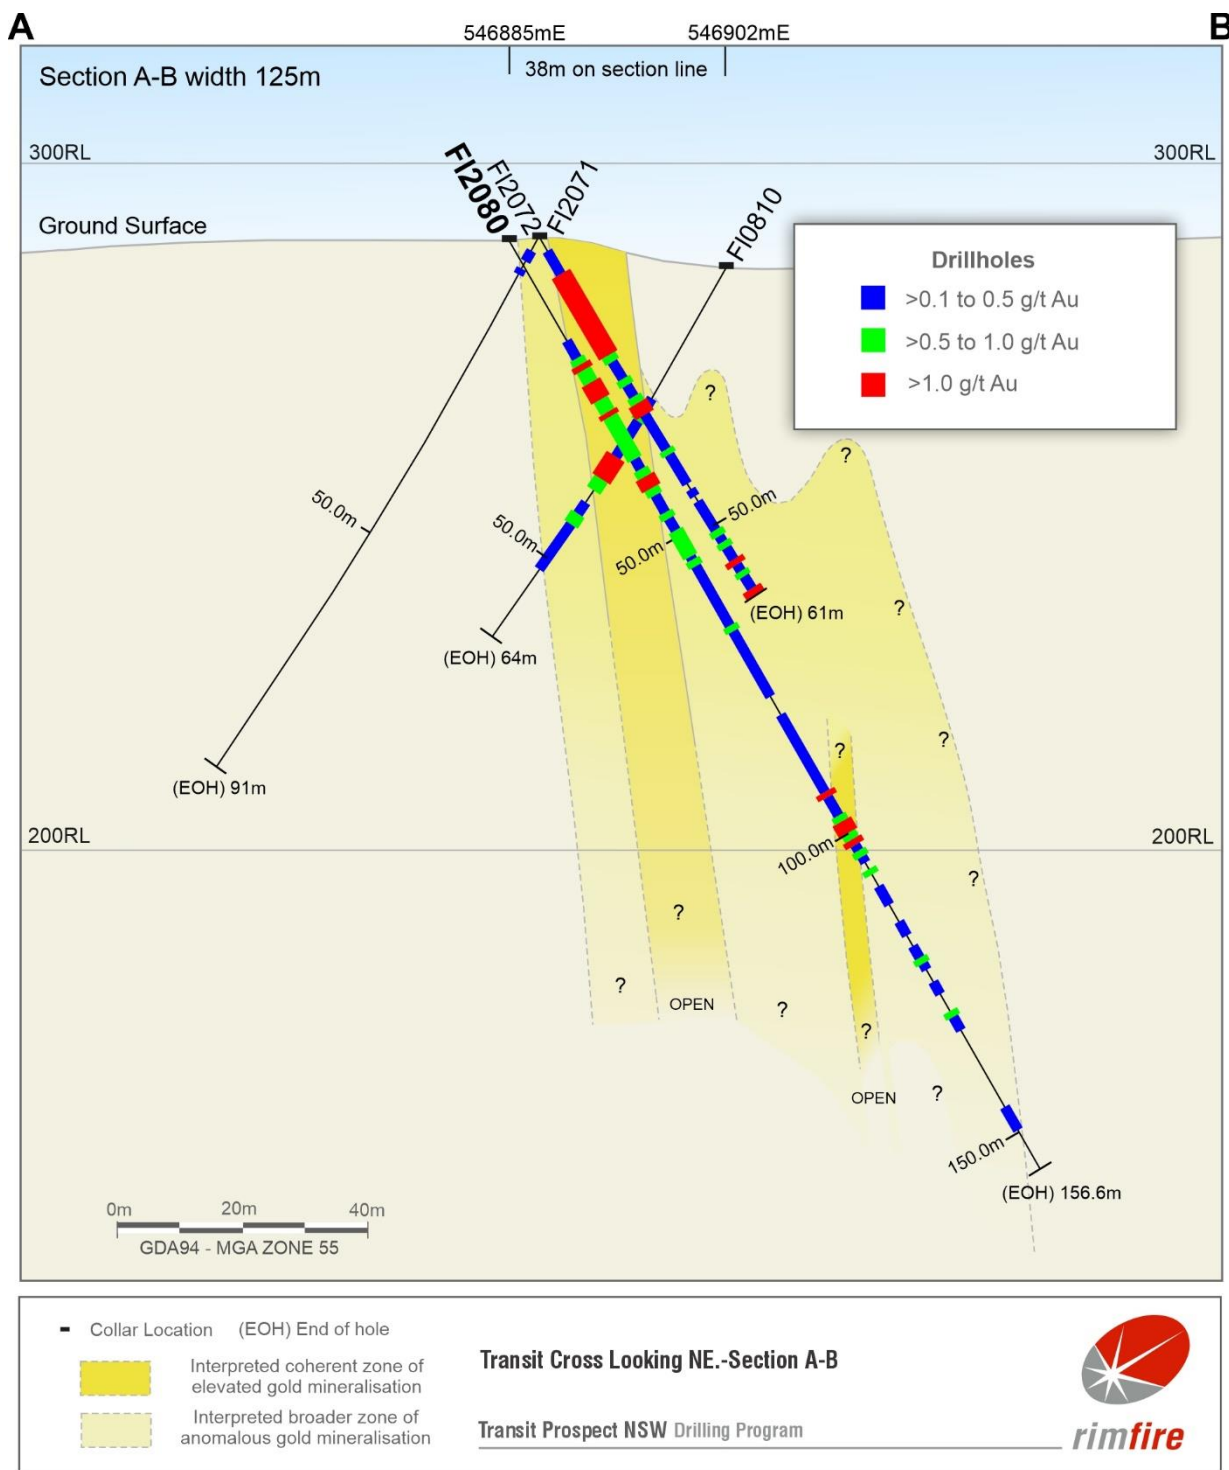 A
B
546885mE
546902mE
38m on section line
Section A-B width 125m
300RL
300RL
FI2080
FI2072
FI2071
FI0810
Ground Surface
Drillholes
>0.1 to 0.5 g/t Au
>0.5 to 1.0 g/t Au
>1.0 g/t Au
?
?
50.0m
50.0m
50.0m
50.0m
?
(EOH) 61m
(EOH) 64m
?
?
(EOH) 91m
200RL
200RL
100.0m
?
?
?
OPEN
?
?
OPEN
?
150.0m
(EOH) 156.6m
0m
20m
40m
GDA94 - MGA ZONE 55
- Collar Location (EOH) End of hole
Interpreted coherent zone of
elevated gold mineralisation
Interpreted broader zone of
anomalous gold mineralisation
Transit Cross Looking NE.-Section A-B
Transit Prospect NSW Drilling Program
rimfire